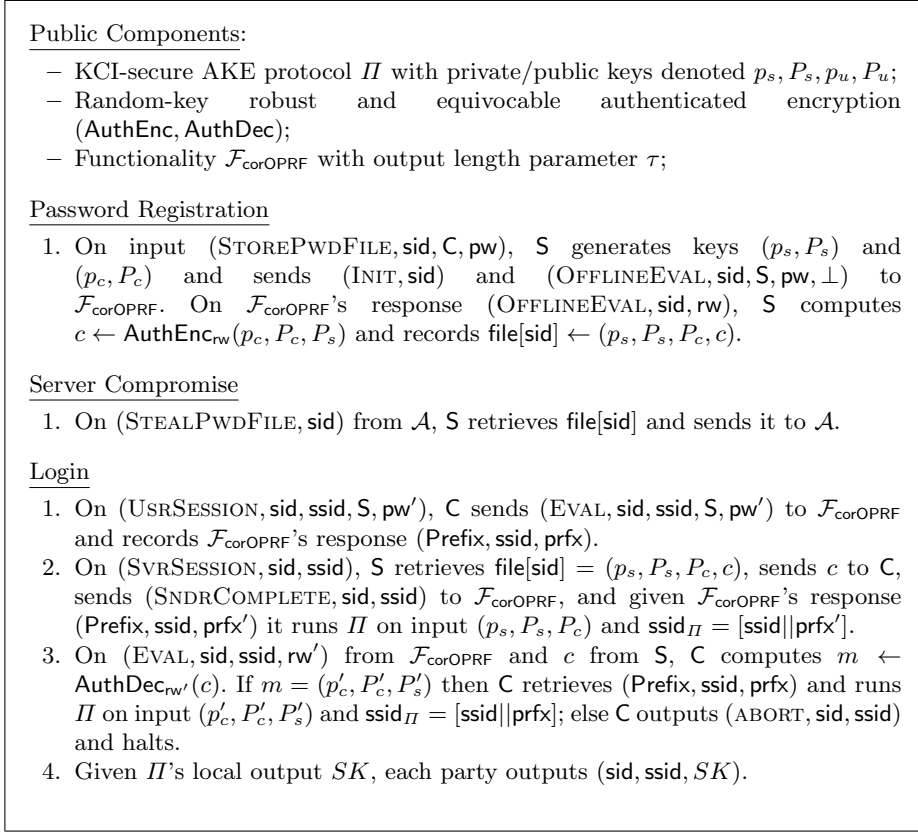 Public Components:
– KCI-secure AKE protocol Π with private/public keys denoted p_s, P_s, p_u, P_u;
– Random-key robust and equivocable authenticated encryption
(AuthEnc, AuthDec);
– Functionality F_corOPRF with output length parameter τ;
Password Registration
1. On input (StorePwdFile, sid, C, pw), S generates keys (p_s, P_s) and
(p_c, P_c) and sends (Init, sid) and (OfflineEval, sid, S, pw, ⊥) to
F_corOPRF. On F_corOPRF's response (OfflineEval, sid, rw), S computes
c ← AuthEnc_rw(p_c, P_c, P_s) and records file[sid] ← (p_s, P_s, P_c, c).
Server Compromise
1. On (StealPwdFile, sid) from A, S retrieves file[sid] and sends it to A.
Login
1. On (UsrSession, sid, ssid, S, pw′), C sends (Eval, sid, ssid, S, pw′) to F_corOPRF
and records F_corOPRF's response (Prefix, ssid, prfx).
2. On (SvrSession, sid, ssid), S retrieves file[sid] = (p_s, P_s, P_c, c), sends c to C,
sends (SndrComplete, sid, ssid) to F_corOPRF, and given F_corOPRF's response
(Prefix, ssid, prfx′) it runs Π on input (p_s, P_s, P_c) and ssid_Π = [ssid||prfx′].
3. On (Eval, sid, ssid, rw′) from F_corOPRF and c from S, C computes m ←
AuthDec_rw′(c). If m = (p′_c, P′_c, P′_s) then C retrieves (Prefix, ssid, prfx) and runs
Π on input (p′_c, P′_c, P′_s) and ssid_Π = [ssid||prfx]; else C outputs (abort, sid, ssid)
and halts.
4. Given Π's local output SK, each party outputs (sid, ssid, SK).